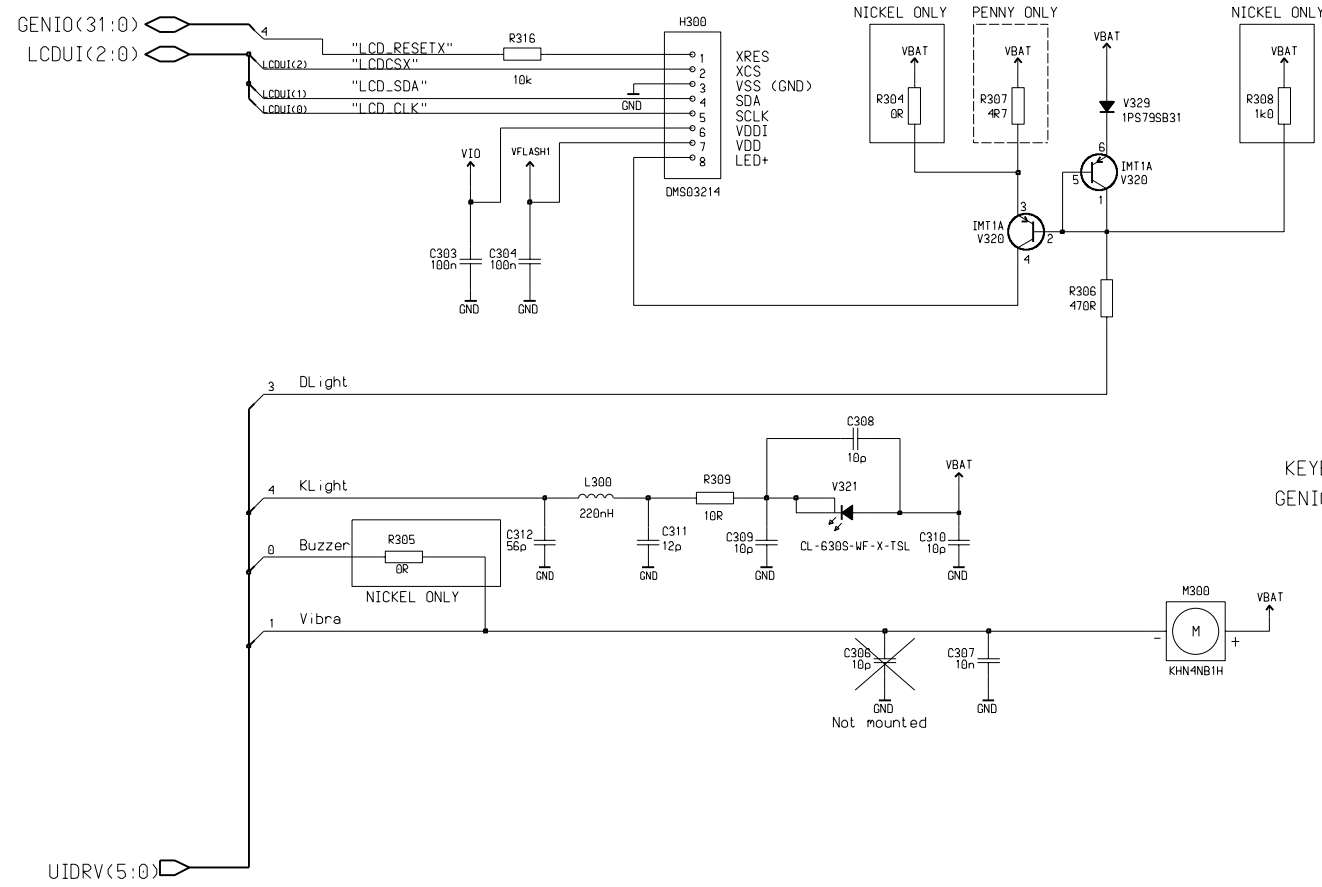 GENIO(31:0)
LCDUI(2:0)
4
"LCD_RESETX"
LCDUI(2)
"LCDCSX"
"LCD_SDA"
LCDUI(1)
LCDUI(0)
"LCD_CLK"
R316
10k
GND
H300
1 XRES
2 XCS
3 VSS (GND)
4 SDA
5 SCLK
6 VDDI
7 VDD
8 LED+
DMS03214
VIO
VFLASH1
C303
100n
C304
100n
GND
GND
NICKEL ONLY
VBAT
R304
0R
PENNY ONLY
VBAT
R307
4R7
VBAT
V329
1PS79SB31
NICKEL ONLY
VBAT
R308
1k0
6
5
1
IMT1A
V320
3
IMT1A
V320
2
4
R306
470R
3 DLight
4 KLight
0 Buzzer
1 Vibra
R305
0R
NICKEL ONLY
C312
56p
GND
L300
220nH
C311
12p
GND
R309
10R
C308
10p
V321
CL-630S-WF-X-TSL
C309
10p
GND
VBAT
C310
10p
GND
C306
10p
GND
Not mounted
C307
10n
GND
M300
M
-
+
KHN4NB1H
VBAT
KEY
GENI
UIDRV(5:0)